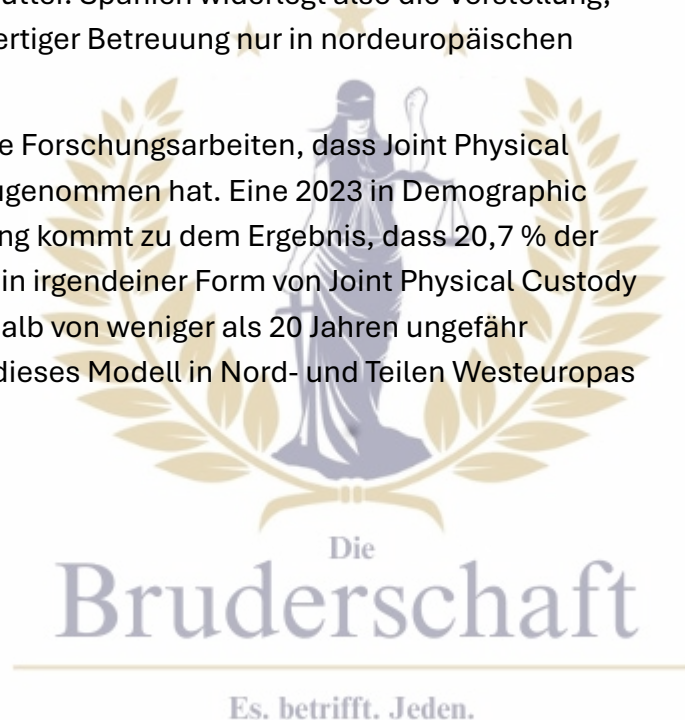 Spanien widerlegt also die Vorstellung,
ertiger Betreuung nur in nordeuropäischen
e Forschungsarbeiten, dass Joint Physical
ugenommen hat. Eine 2023 in Demographic
ng kommt zu dem Ergebnis, dass 20,7 % der
in irgendeiner Form von Joint Physical Custody
alb von weniger als 20 Jahren ungefähr
dieses Modell in Nord- und Teilen Westeuropas
Die
Bruderschaft
Es. betrifft. Jeden.